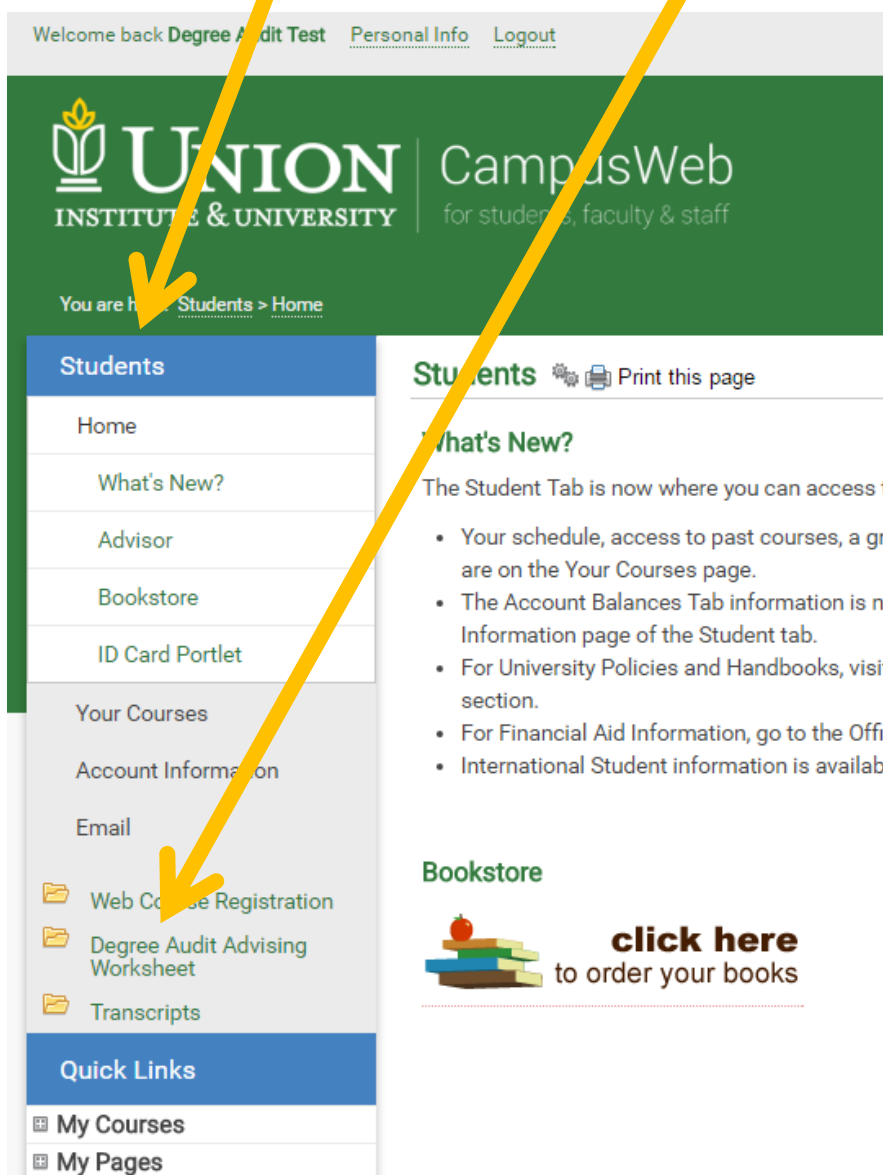 Welcome back Degree Audit Test Personal Info Logout
UNION
INSTITUTE & UNIVERSITY
CampusWeb
for students, faculty & staff
You are Students > Home
Students
Home
What's New?
Advisor
Bookstore
ID Card Portlet
Your Courses
Account Information
Email
Web Course Registration
Degree Audit Advising
Worksheet
Transcripts
Quick Links
My Courses
My Pages
Students Print this page
What's New?
The Student Tab is now where you can access
• Your schedule, access to past courses, a
are on the Your Courses page.
• The Account Balances Tab information is
Information page of the Student tab.
• For University Policies and Handbooks,
section.
• For Financial Aid Information, go to the
• International Student information is
Bookstore
click here
to order your books